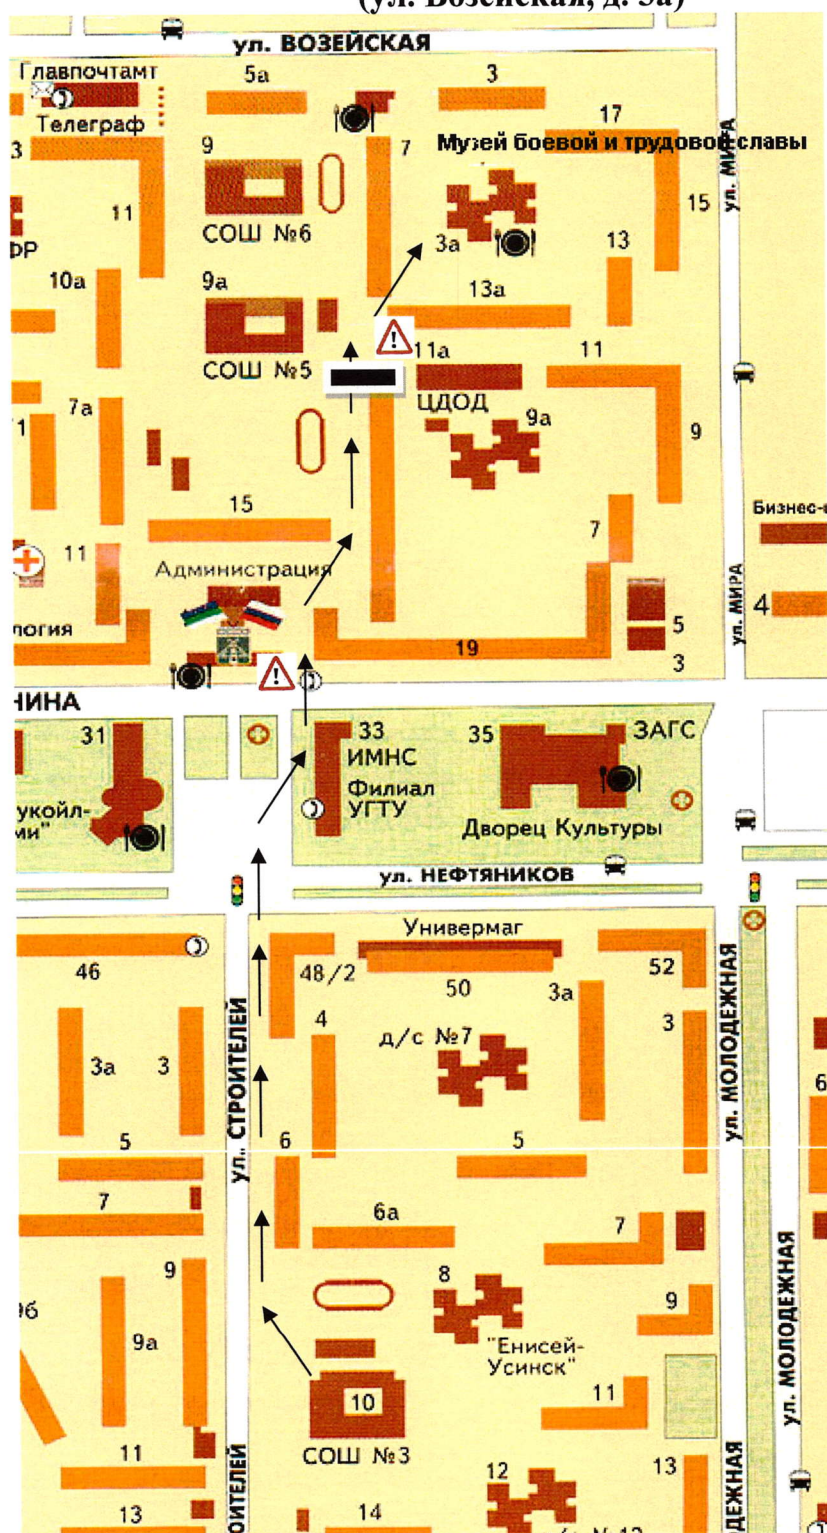 (ул. Возейская, д. 3а)
ул. ВОЗЕЙСКАЯ
Главпочтамт
5а
3
Телеграф
17
3
9
7
Музей боевой и трудовой славы
ул. МИРА
11
15
СОШ №6
3а
13
ФР
10а
9а
13а
СОШ №5
11а
11
ЦДОД
7а
1
9а
9
15
Бизнес-
7
11
Администрация
ул. МИРА
4
логия
5
19
3
НИНА
31
33
35
ЗАГС
ИМНС
Филиал
УГТУ
укойл-
ми"
Дворец Культуры
ул. НЕФТЯНИКОВ
Универмаг
46
48/2
50
52
3а
4
3
д/с №7
ул. СТРОИТЕЛЕЙ
ул. МОЛОДЕЖНАЯ
3а
3
6
5
6
5
7
6а
7
9
8
9
9б
9а
"Енисей-
Усинск"
ул. МОЛОДЕЖНАЯ
10
11
СОШ №3
11
12
13
ОИТЕЛЕЙ
ДЕЖНАЯ
13
14